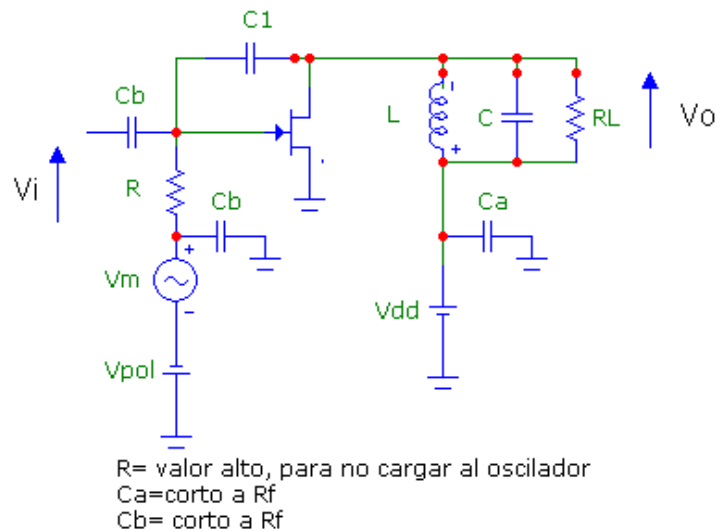 C1
Cb
L
C
RL
Vo
Vi
R
Cb
Ca
+
+
Vm
-
Vdd
Vpol
R= valor alto, para no cargar al oscilador
Ca=corto a Rf
Cb= corto a Rf